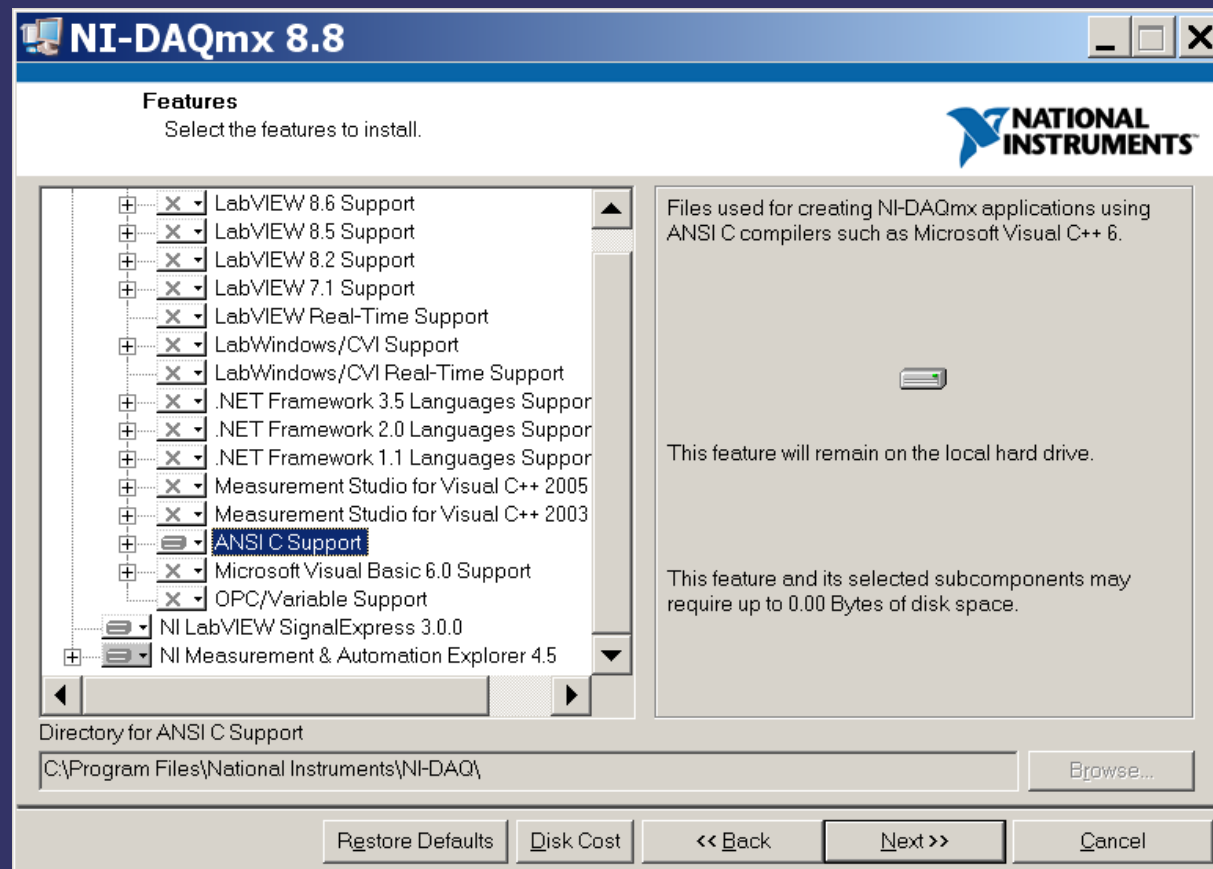 NI-DAQmx 8.8
Features
Select the features to install.
NATIONAL
INSTRUMENTS™
LabVIEW 8.6 Support
LabVIEW 8.5 Support
LabVIEW 8.2 Support
LabVIEW 7.1 Support
LabVIEW Real-Time Support
LabWindows/CVI Support
LabWindows/CVI Real-Time Support
.NET Framework 3.5 Languages Suppor
.NET Framework 2.0 Languages Suppor
.NET Framework 1.1 Languages Suppor
Measurement Studio for Visual C++ 2005
Measurement Studio for Visual C++ 2003
ANSI C Support
Microsoft Visual Basic 6.0 Support
OPC/Variable Support
NI LabVIEW SignalExpress 3.0.0
NI Measurement & Automation Explorer 4.5
Files used for creating NI-DAQmx applications using
ANSI C compilers such as Microsoft Visual C++ 6.
This feature will remain on the local hard drive.
This feature and its selected subcomponents may
require up to 0.00 Bytes of disk space.
Directory for ANSI C Support
C:\Program Files\National Instruments\NI-DAQ\
Browse...
Restore Defaults
Disk Cost
<< Back
Next >>
Cancel